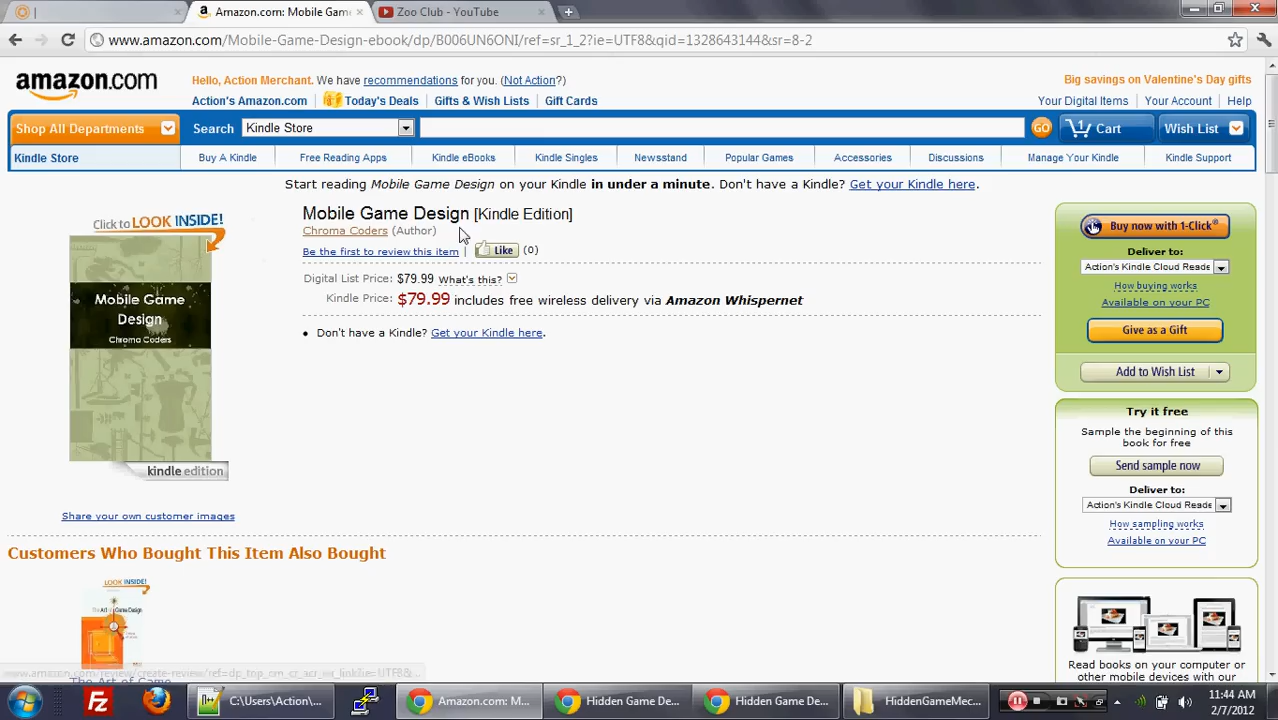 Amazon.com: Mobile Game
Zoo Club - YouTube
www.amazon.com/Mobile-Game-Design-ebook/dp/B006UN6ONI/ref=sr_1_2?ie=UTF8&qid=1328643144&sr=8-2
amazon.com
Hello, Action Merchant. We have recommendations for you. (Not Action?)
Big savings on Valentine's Day gifts
Action's Amazon.com | Today's Deals | Gifts & Wish Lists | Gift Cards
Your Digital Items | Your Account | Help
Shop All Departments
Search
Kindle Store
GO
1 Cart
Wish List
Kindle Store
Buy A Kindle
Free Reading Apps
Kindle eBooks
Kindle Singles
Newsstand
Popular Games
Accessories
Discussions
Manage Your Kindle
Kindle Support
Start reading Mobile Game Design on your Kindle in under a minute. Don't have a Kindle? Get your Kindle here.
Click to LOOK INSIDE!
Mobile Game Design
Chroma Coders
kindle edition
Share your own customer images
Mobile Game Design [Kindle Edition]
Chroma Coders (Author)
Be the first to review this item | Like (0)
Digital List Price: $79.99 What's this?
Kindle Price: $79.99 includes free wireless delivery via Amazon Whispernet
• Don't have a Kindle? Get your Kindle here.
Buy now with 1-Click®
Deliver to:
Action's Kindle Cloud Reade
How buying works
Available on your PC
Give as a Gift
Add to Wish List
Try it free
Sample the beginning of this
book for free
Send sample now
Deliver to:
Action's Kindle Cloud Reade
How sampling works
Available on your PC
Read books on your computer or
other mobile devices with our
Customers Who Bought This Item Also Bought
LOOK INSIDE!
The Art of Game Design
The Art of Game
C:\Users\Action\...
Amazon.com: M...
Hidden Game De...
Hidden Game De...
HiddenGameMec...
11:44 AM
2/7/2012